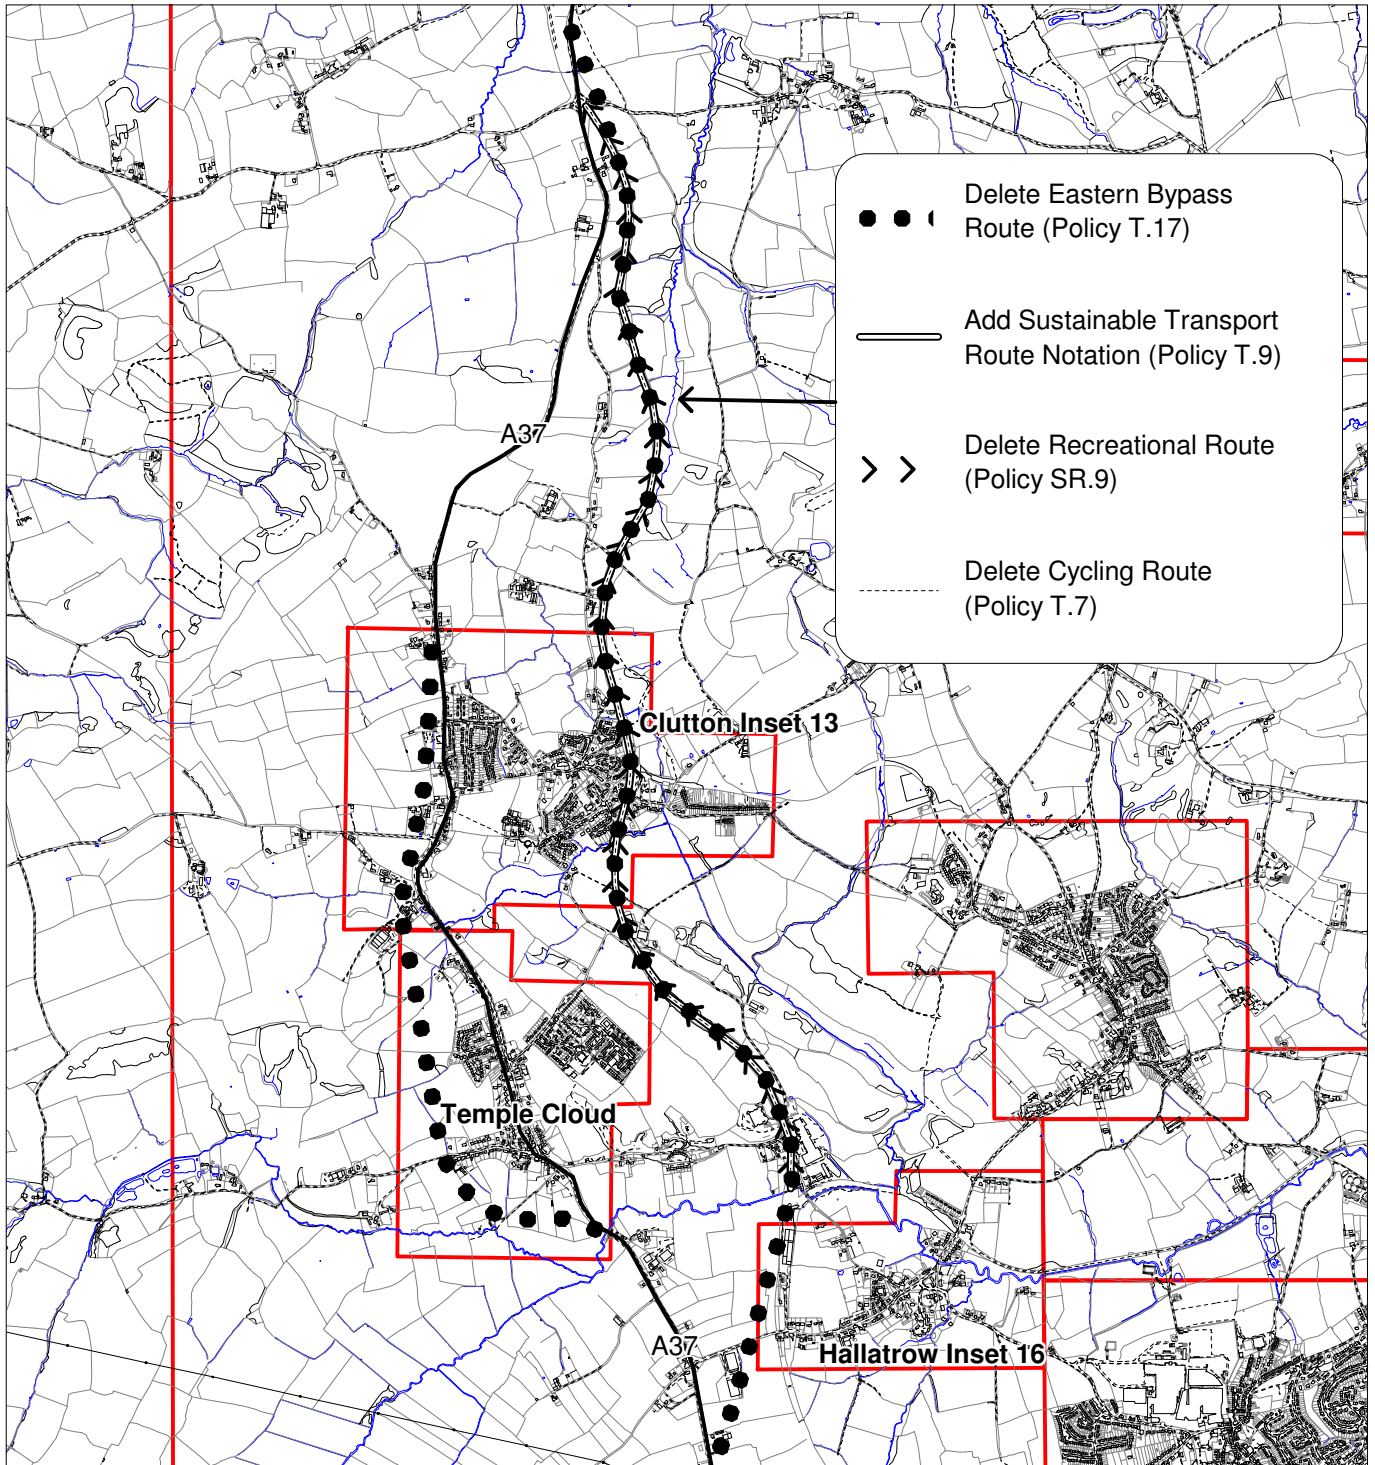 Delete Eastern Bypass
Route (Policy T.17)
Add Sustainable Transport
Route Notation (Policy T.9)
Delete Recreational Route
(Policy SR.9)
Delete Cycling Route
(Policy T.7)
A37
Clutton Inset 13
Temple Cloud
A37
Hallatrow Inset 16